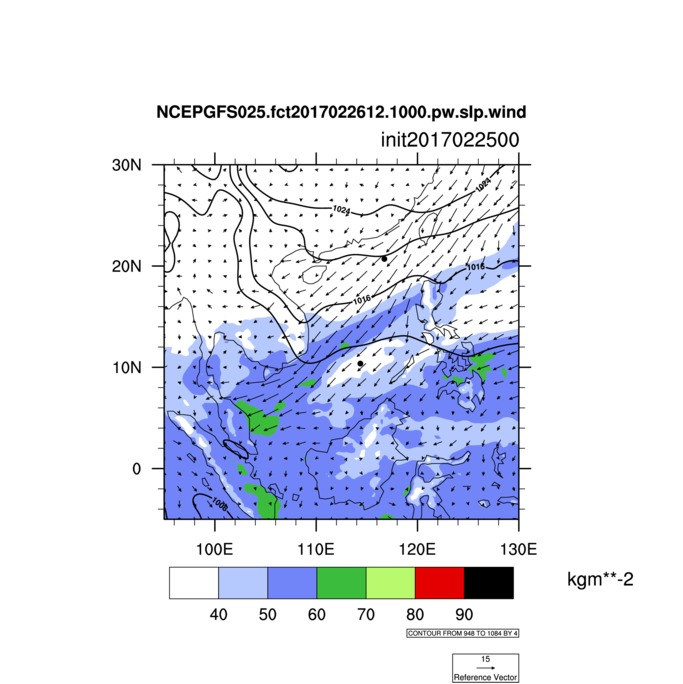 NCEPGFS025.fct2017022612.1000.pw.slp.wind
init2017022500
30N
20N
10N
0
1024
1024
1016
1016
1008
100E
110E
120E
130E
kgm**-2
40
50
60
70
80
90
CONTOUR FROM 948 TO 1084 BY 4
15
Reference Vector